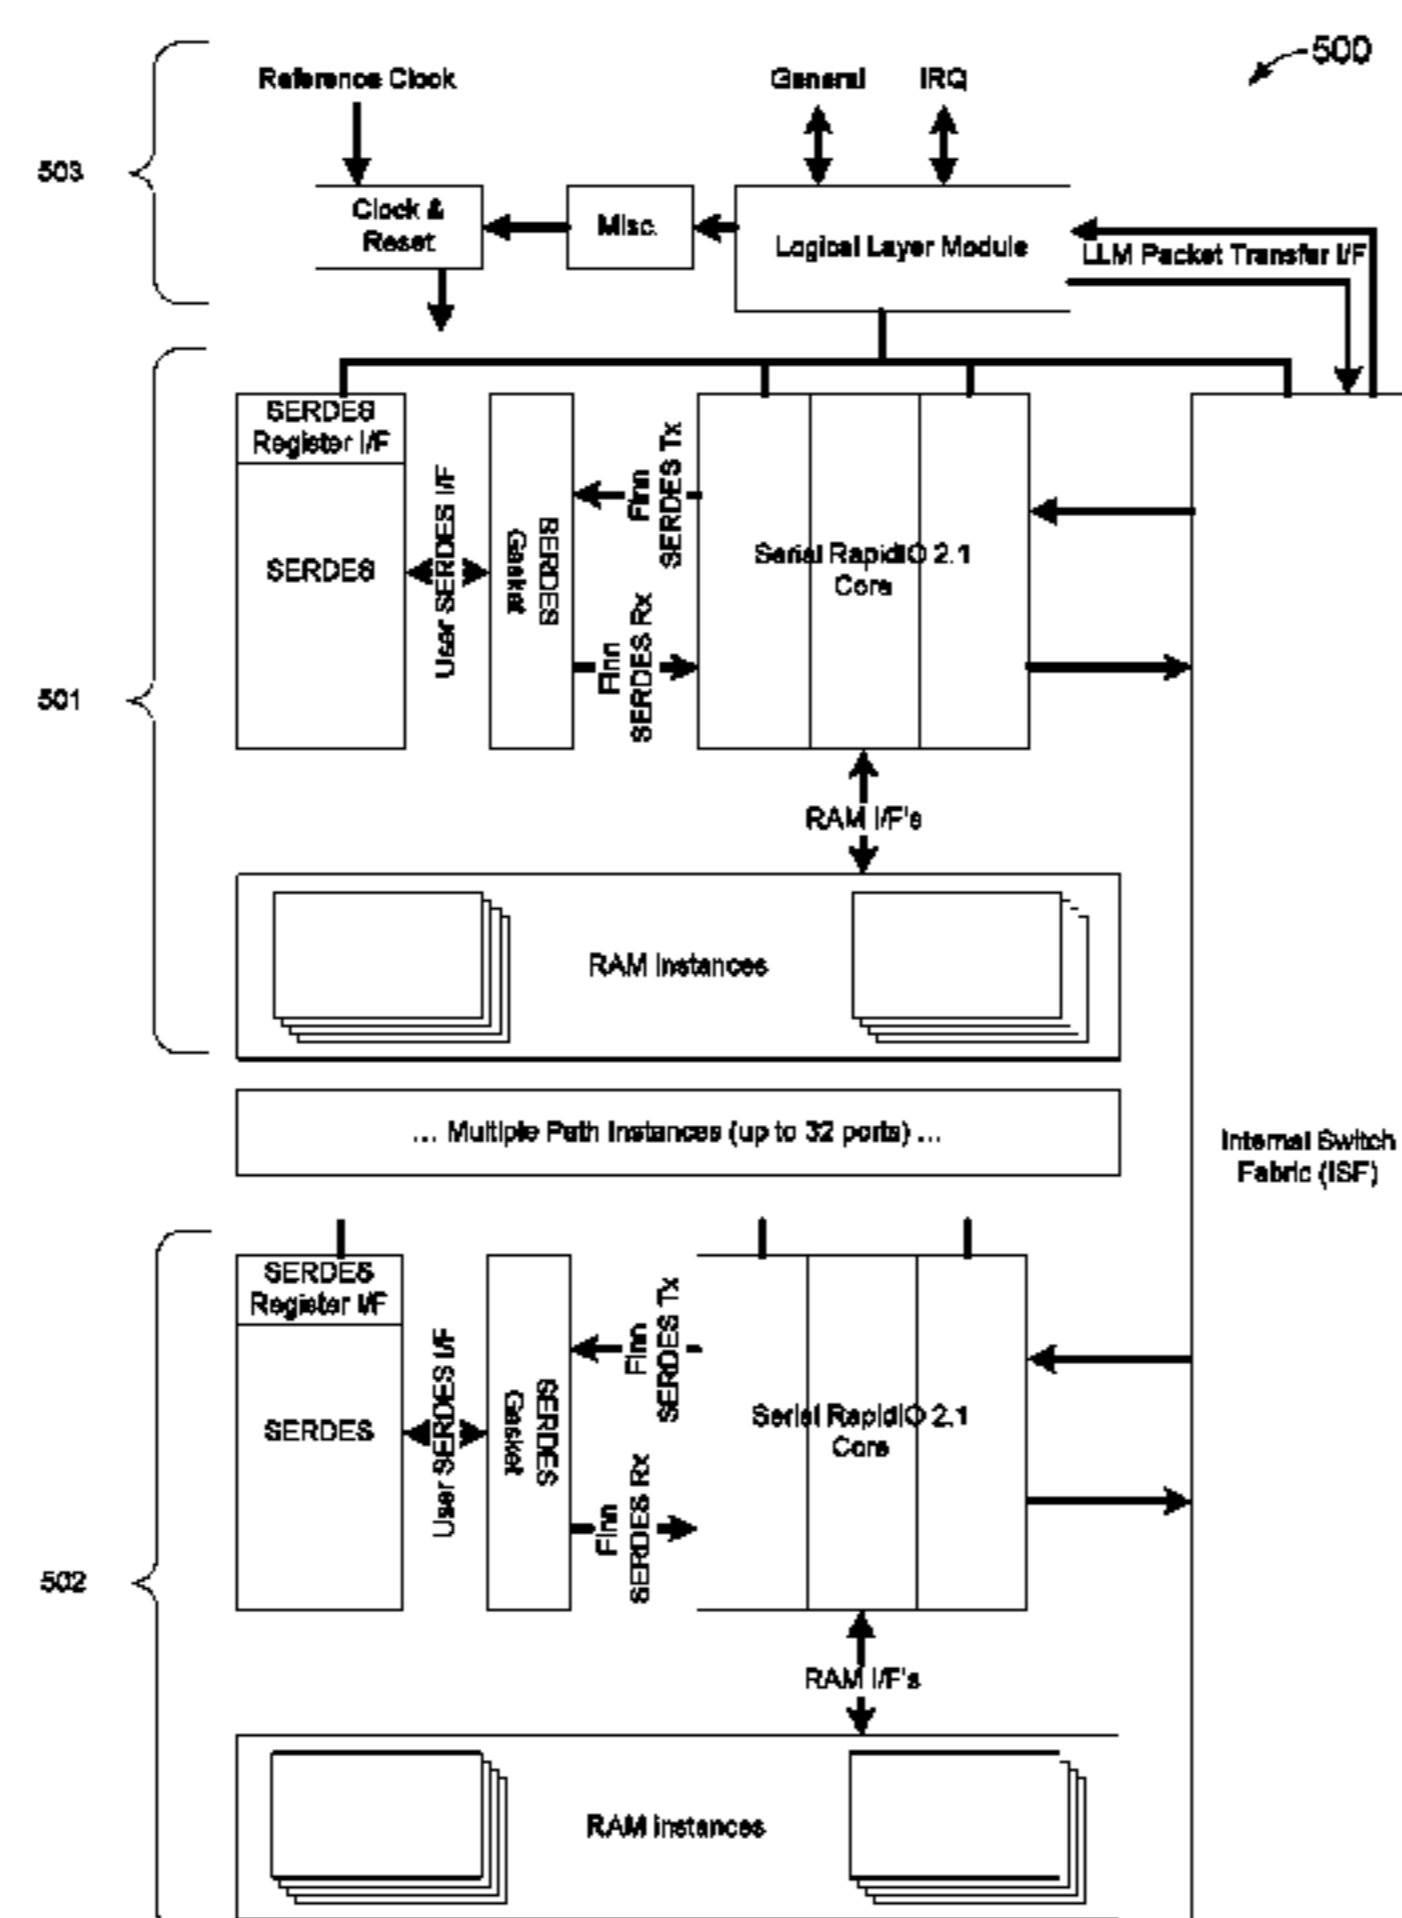 500
Reference Clock
General
IRQ
503
Clock &
Reset
Misc.
Logical Layer Module
LLM Packet Transfer I/F
SERDES
Register I/F
SERDES
User SERDES I/F
SERDES
Gasket
Finn
SERDES Tx
Finn
SERDES Rx
Serial RapidIO 2.1
Core
501
RAM I/F's
RAM Instances
... Multiple Path Instances (up to 32 ports) ...
Internal Switch
Fabric (ISF)
SERDES
Register I/F
SERDES
User SERDES I/F
SERDES
Gasket
Finn
SERDES Tx
Finn
SERDES Rx
Serial RapidIO 2.1
Core
502
RAM I/F's
RAM instances